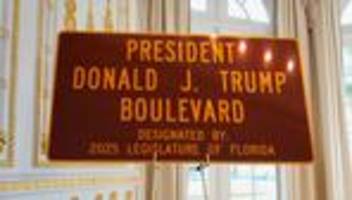 PRESIDENT
DONALD J. TRUMP
BOULEVARD
DESIGNATED BY:
2025 LEGISLATURE OF FLORIDA